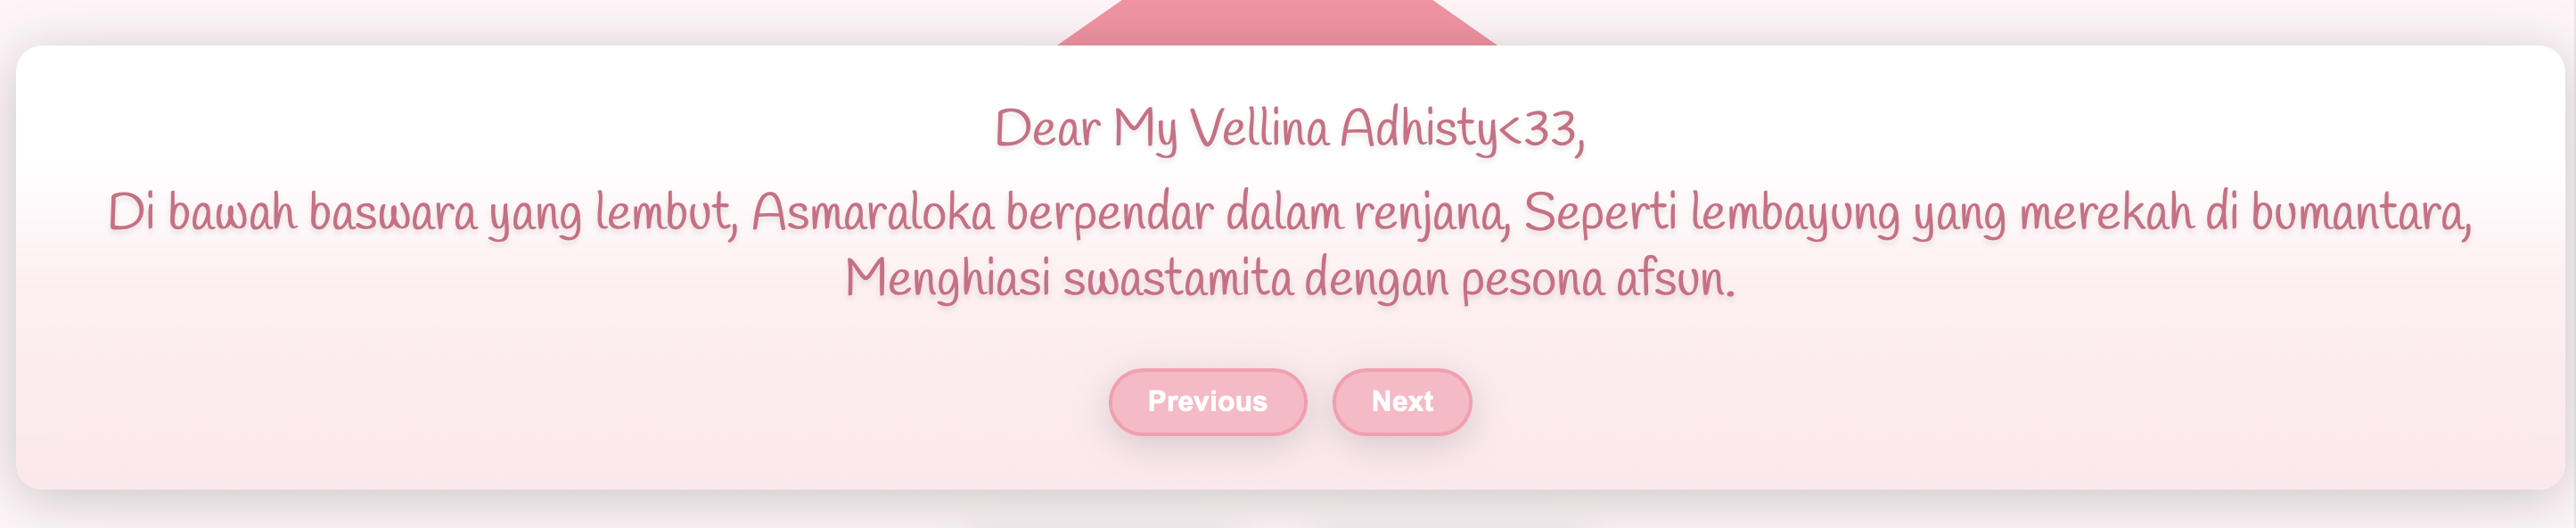 Dear My Vellina Adhisty<33,
Di bawah baswara yang lembut, Asmaraloka berpendar dalam renjana, Seperti lembayung yang merekah di bumantara,
Menghiasi swastamita dengan pesona afsun.
Previous Next